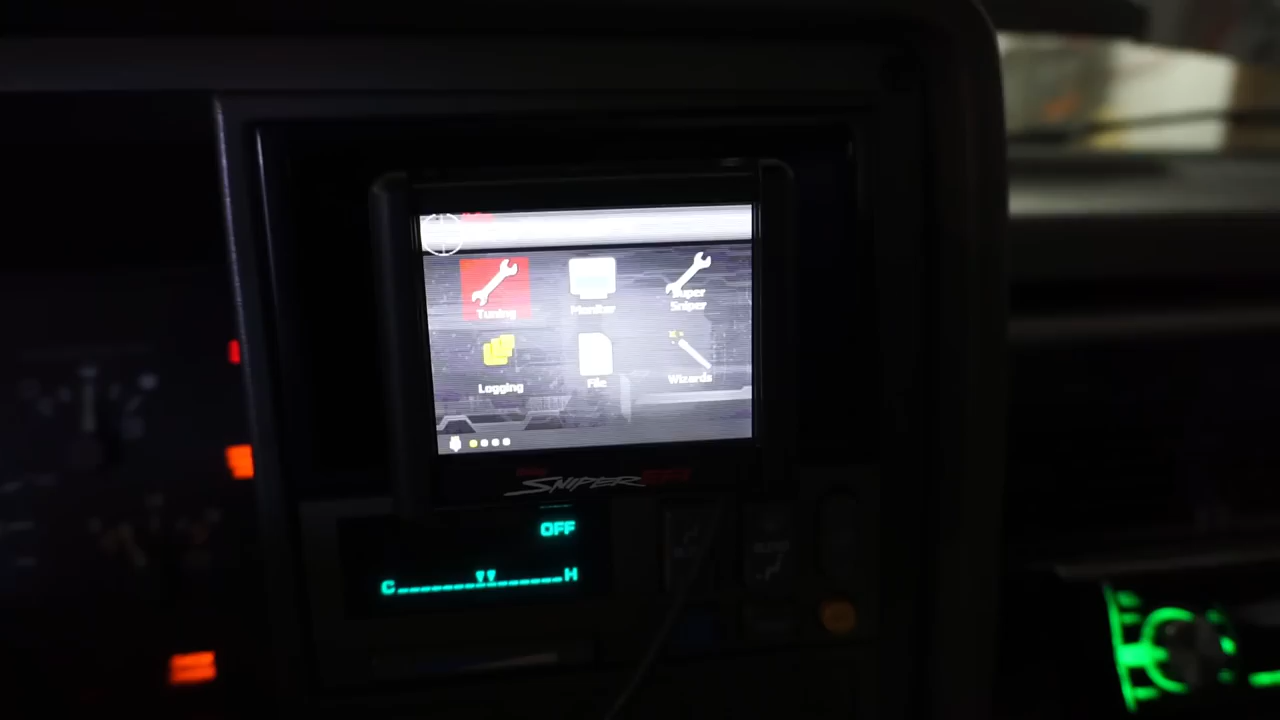 Tuning
Monitor
Super
Sniper
Logging
File
Wizards
SNIPER
OFF
C H